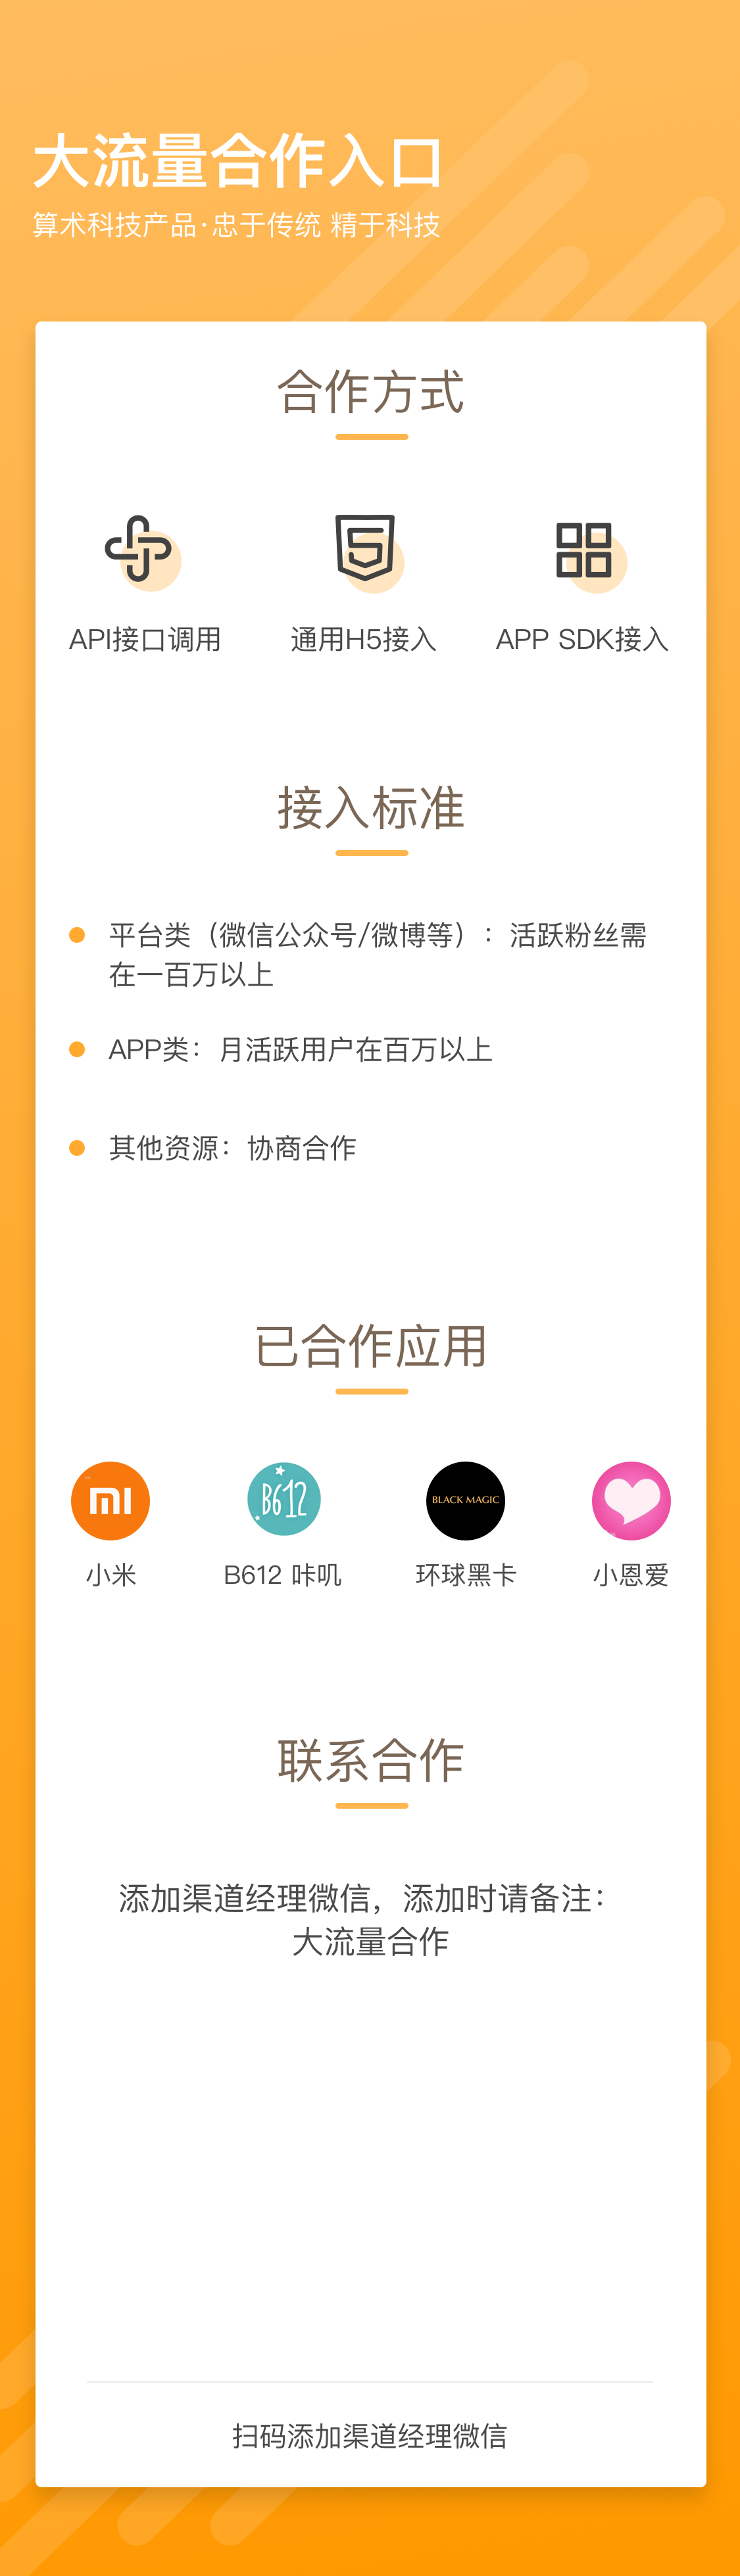 大流量合作入口
算术科技产品·忠于传统 精于科技
合作方式
API接口调用
通用H5接入
APP SDK接入
接入标准
平台类（微信公众号/微博等）：活跃粉丝需
在一百万以上
APP类：月活跃用户在百万以上
其他资源：协商合作
已合作应用
B612
BLACK MAGIC
小米
B612 咔叽
环球黑卡
小恩爱
联系合作
添加渠道经理微信，添加时请备注：
大流量合作
扫码添加渠道经理微信